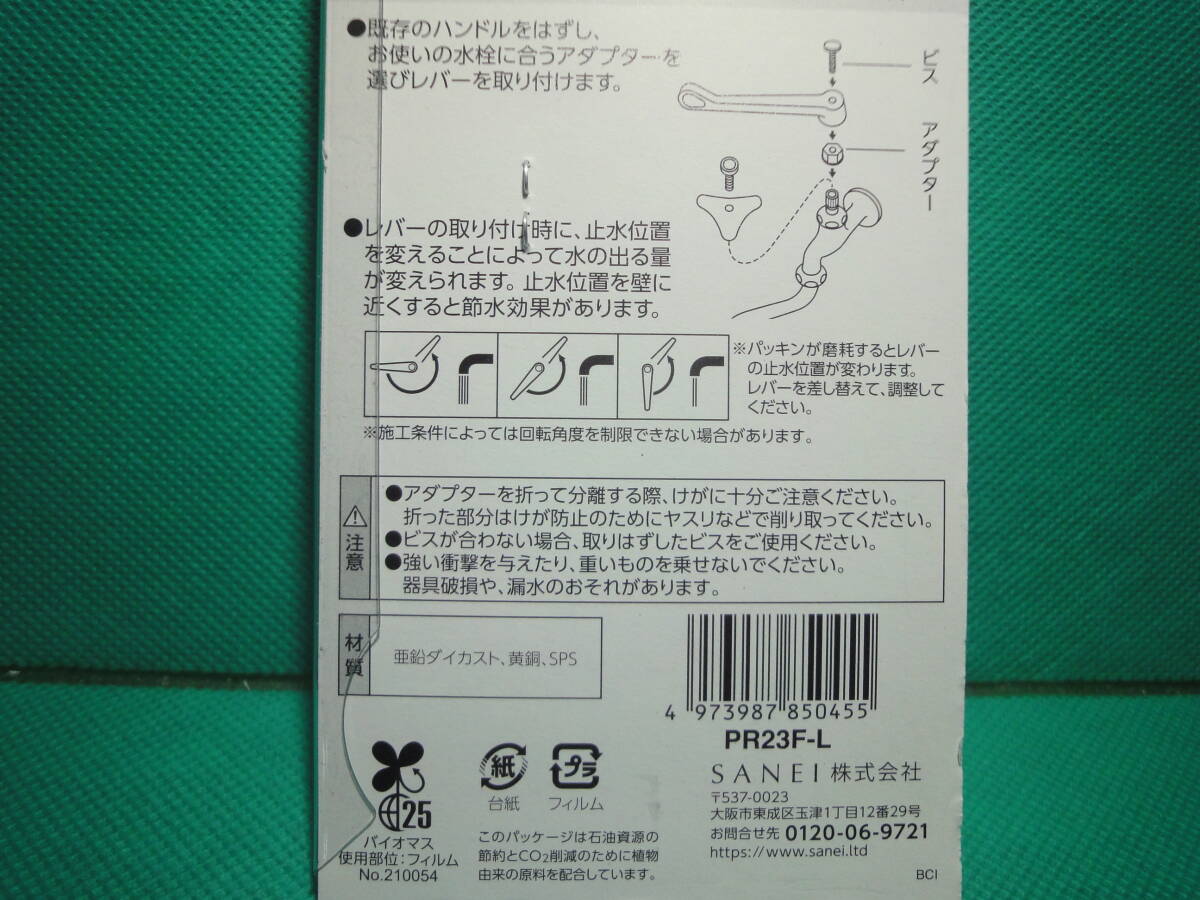 ●既存のハンドルをはずし、
お使いの水栓に合うアダプターを
選びレバーを取り付けます。
ビス
アダプター
●レバーの取り付け時に、止水位置
を変えることによって水の出る量
が変えられます。止水位置を壁に
近くすると節水効果があります。
※パッキンが磨耗するとレバー
の止水位置が変わります。
レバーを差し替えて、調整して
ください。
※施工条件によっては回転角度を制限できない場合があります。
注意
●アダプターを折って分離する際、けがに十分ご注意ください。
折った部分はけが防止のためにヤスリなどで削り取ってください。
●ビスが合わない場合、取りはずしたビスをご使用ください。
●強い衝撃を与えたり、重いものを乗せないでください。
器具破損や、漏水のおそれがあります。
材質
亜鉛ダイカスト、黄銅、SPS
4 973987 850455
PR23F-L
SANEI株式会社
〒537-0023
大阪市東成区玉津1丁目12番29号
お問合せ先 0120-06-9721
https://www.sanei.ltd
25
バイオマス
使用部位:フィルム
No.210054
紙
台紙
プラ
フィルム
このパッケージは石油資源の
節約とCO2削減のために植物
由来の原料を配合しています。
BCI